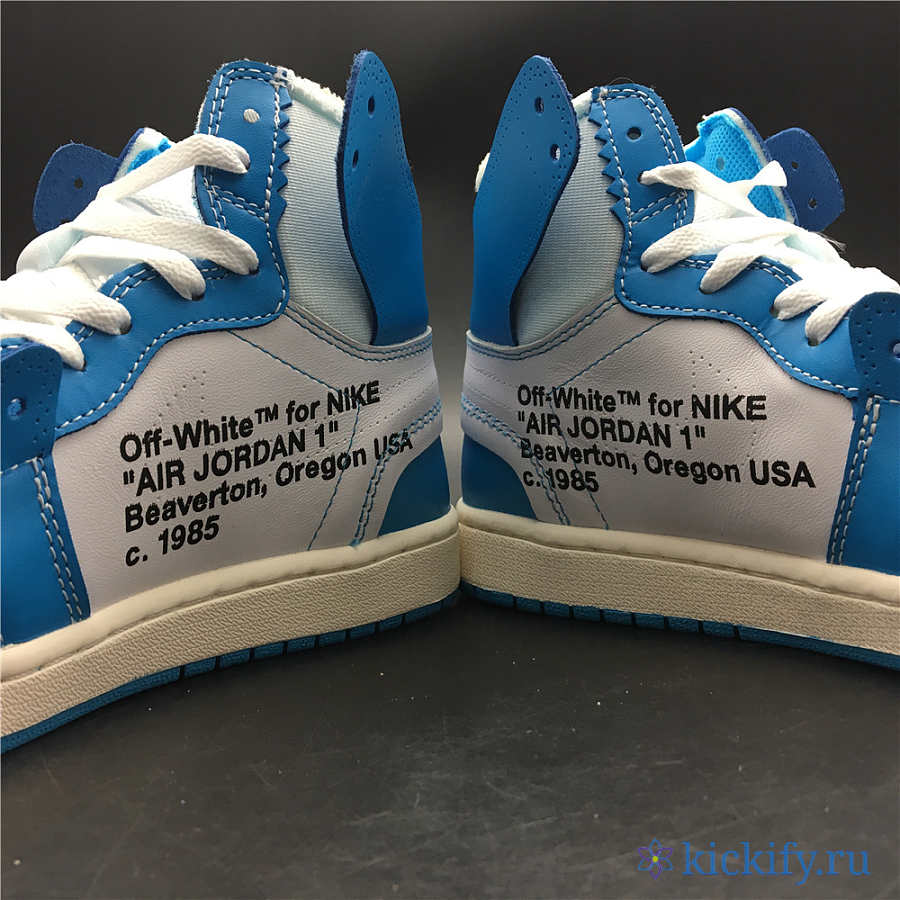 Off-White™ for NIKE
"AIR JORDAN 1"
Beaverton, Oregon USA
c. 1985
Off-White™ for NIKE
"AIR JORDAN 1"
Beaverton, Oregon USA
c. 1985
kickify.ru